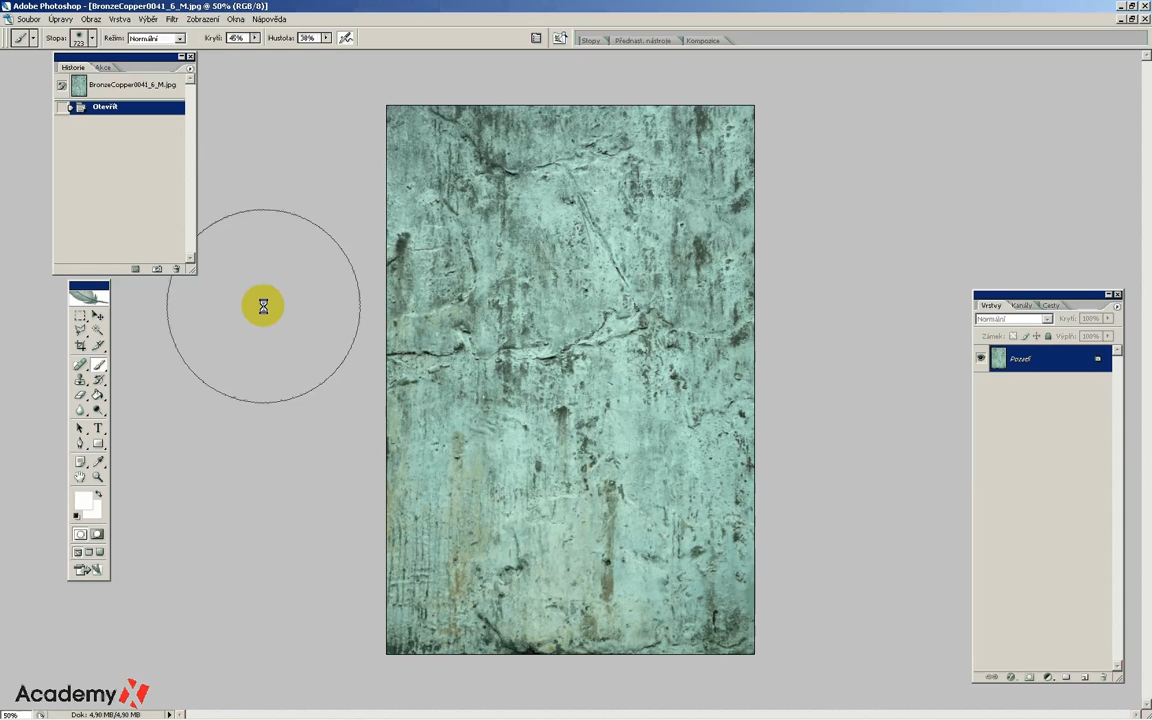 Adobe Photoshop - [BronzeCopper0041_6_M.jpg @ 50% (RGB/8)]
Soubor Úpravy Obraz Vrstva Výběr Filtr Zobrazení Okna Nápověda
Stopa: 723 Režim: Normální Krytí: 45% Hustota: 38% Stopy Přednast. nástroje Kompozice
Historie Akce
BronzeCopper0041_6_M.jpg
Otevřít
Vrstvy Kanály Cesty
Normální Krytí: 100%
Zámek: Výplň: 100%
Pozadí
T
Academy X
50% Dok: 4,90 MB/4,90 MB